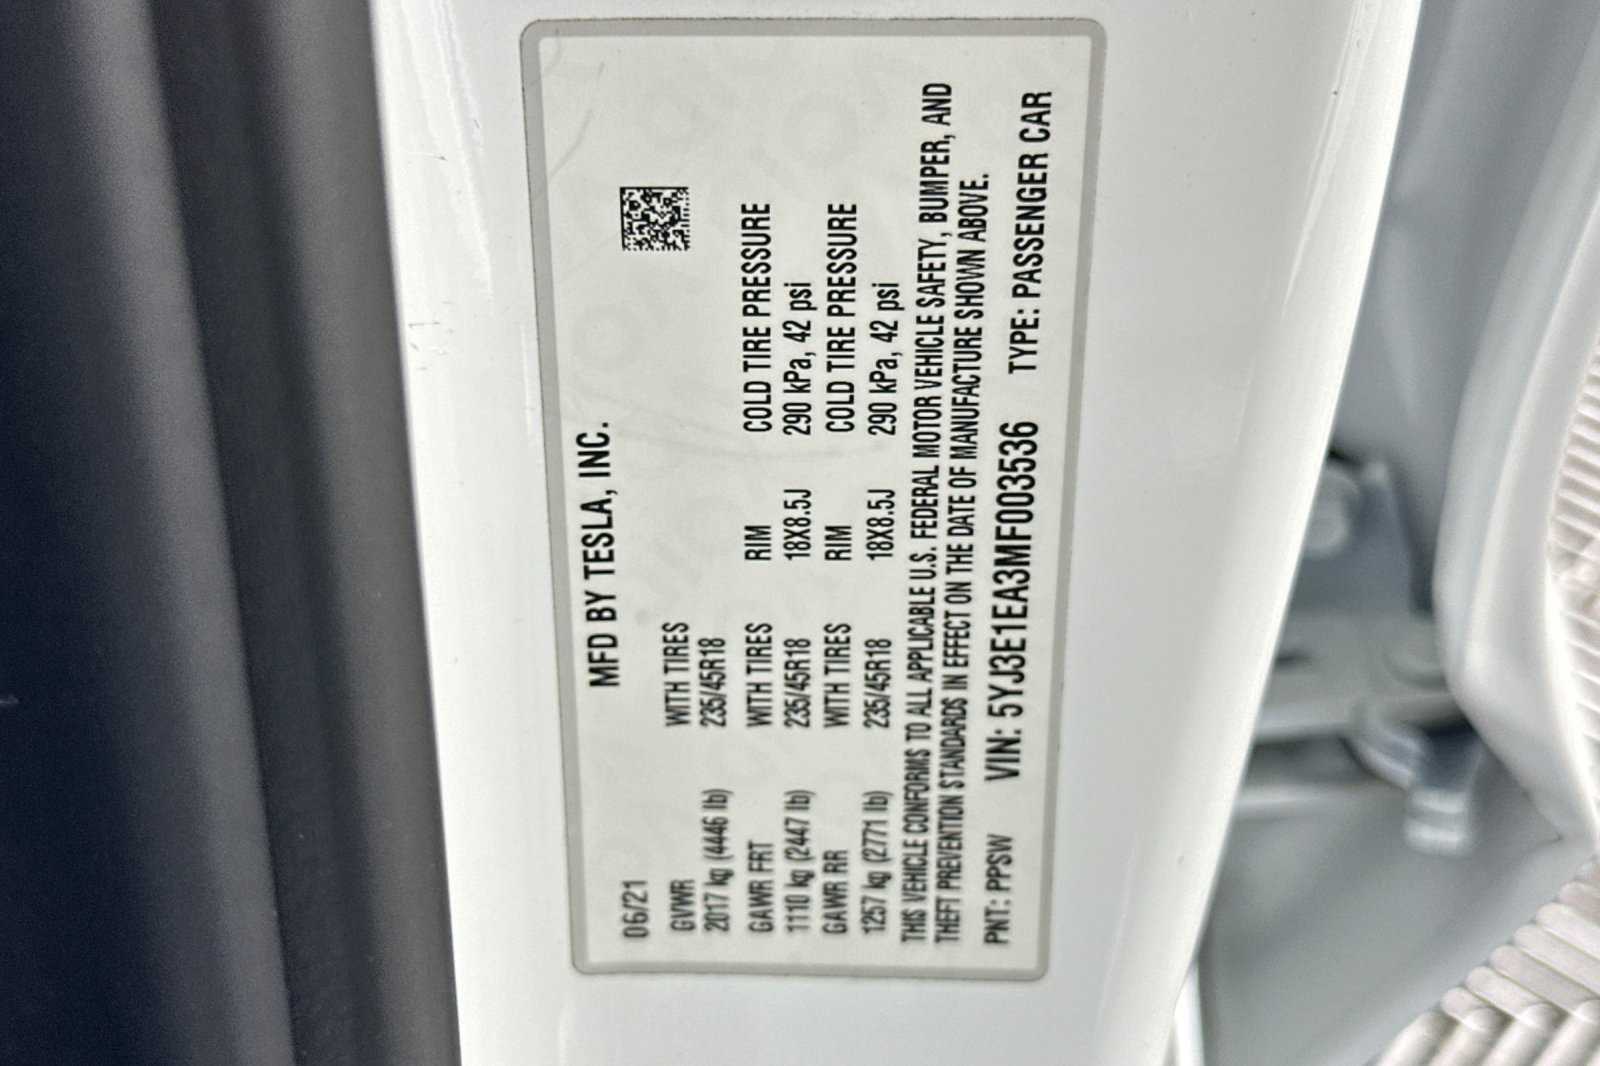 MFD BY TESLA, INC.
06/21
GVWR WITH TIRES
2017 kg (4446 lb) 235/45R18
GAWR FRT WITH TIRES RIM COLD TIRE PRESSURE
1110 kg (2447 lb) 235/45R18 18X8.5J 290 kPa, 42 psi
GAWR RR WITH TIRES RIM COLD TIRE PRESSURE
1257 kg (2771 lb) 235/45R18 18X8.5J 290 kPa, 42 psi
THIS VEHICLE CONFORMS TO ALL APPLICABLE U.S. FEDERAL MOTOR VEHICLE SAFETY, BUMPER, AND
THEFT PREVENTION STANDARDS IN EFFECT ON THE DATE OF MANUFACTURE SHOWN ABOVE.
PNT: PPSW VIN: 5YJ3E1EA3MF003536 TYPE: PASSENGER CAR